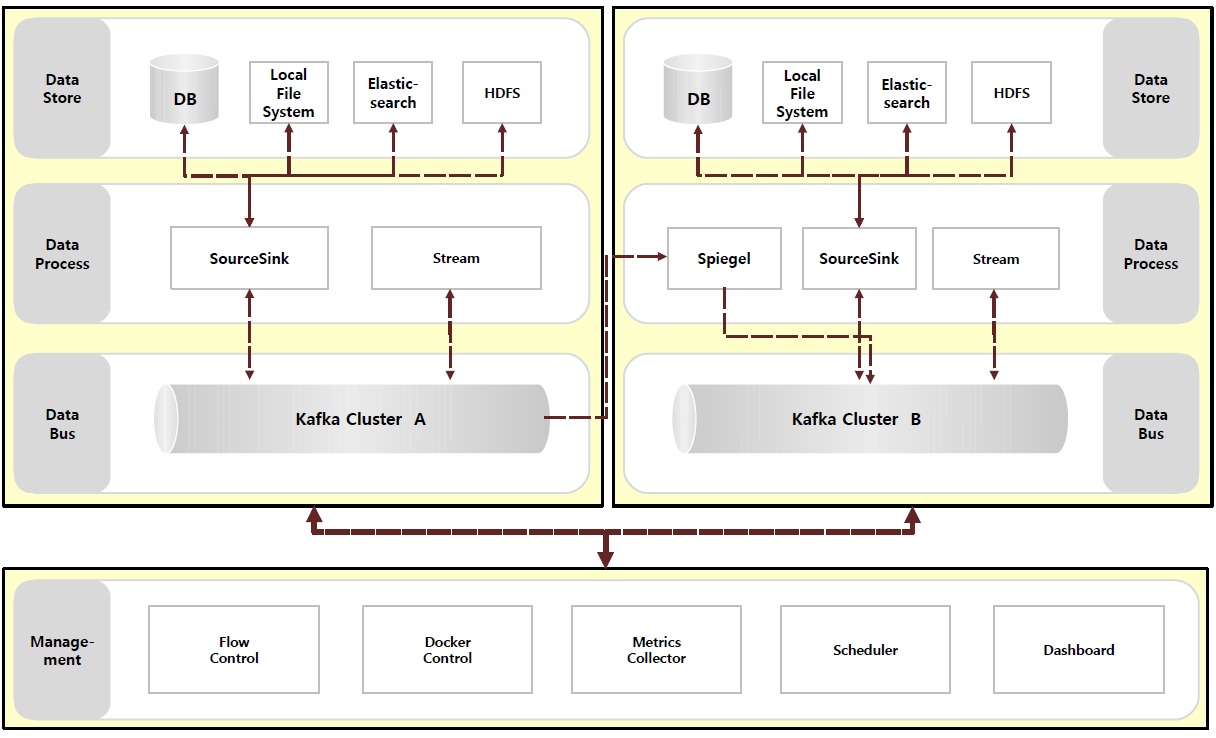 Data
Store
DB
Local
File
System
Elastic-
search
HDFS
Data
Process
SourceSink
Stream
Data
Bus
Kafka Cluster A
DB
Local
File
System
Elastic-
search
HDFS
Data
Store
Spiegel
SourceSink
Stream
Data
Process
Kafka Cluster B
Data
Bus
Manage-
ment
Flow
Control
Docker
Control
Metrics
Collector
Scheduler
Dashboard